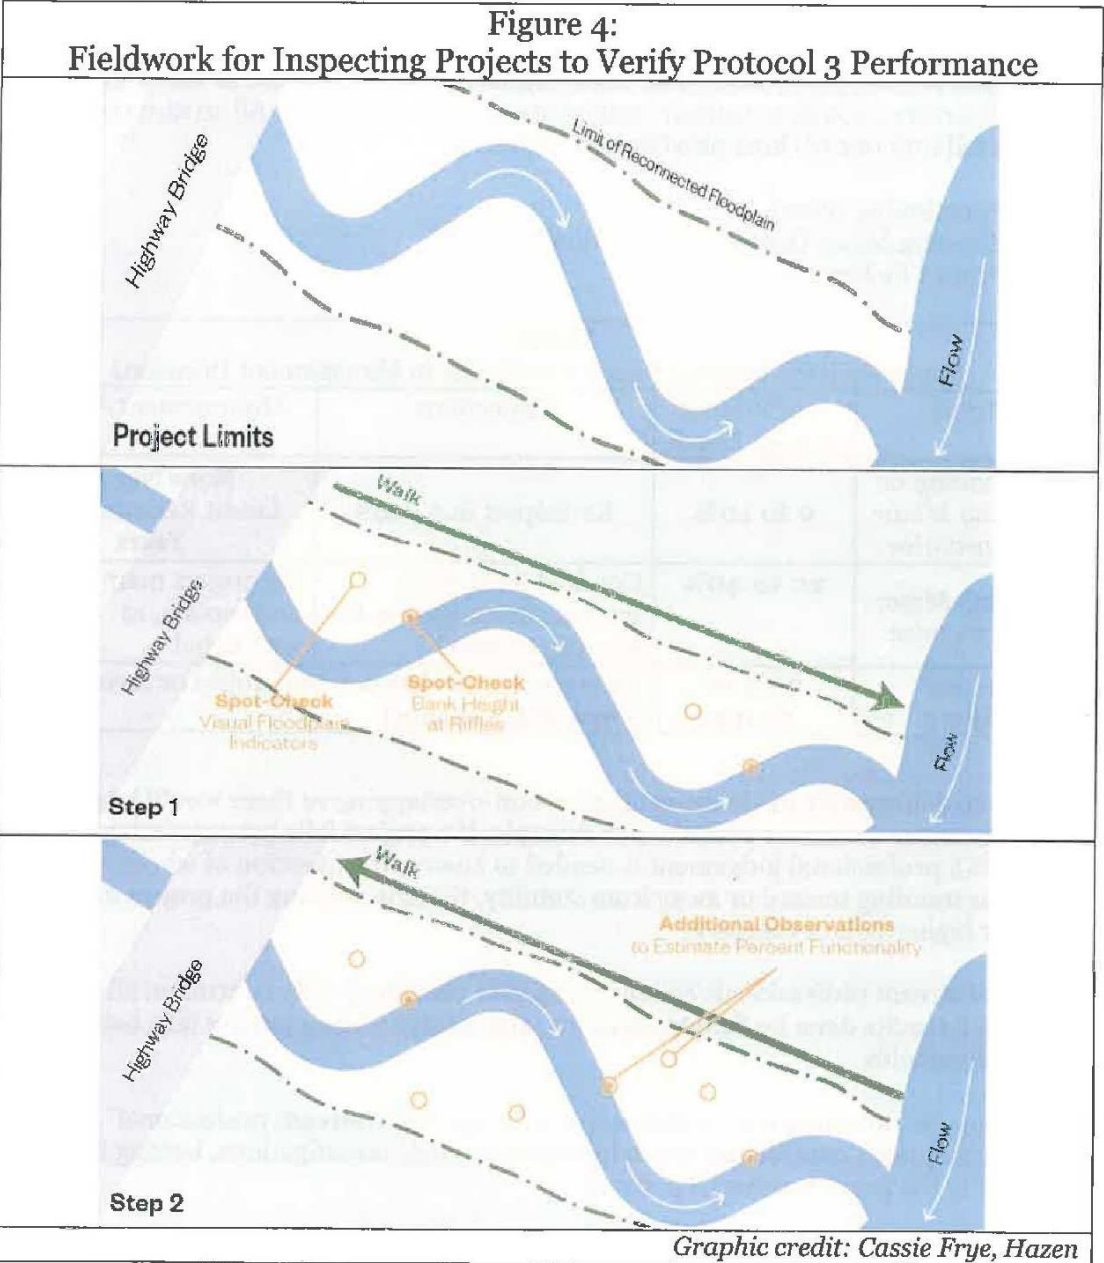 Figure 4:
Fieldwork for Inspecting Projects to Verify Protocol 3 Performance
Highway Bridge
Limit of Reconnected Floodplain
Flow
Project Limits
Walk
Highway Bridge
Spot-Check
Visual Floodplain
Indicators
Spot-Check
Bank Height
at Riffles
Flow
Step 1
Walk
Additional Observations
to Estimate Percent Functionality
Highway Bridge
Flow
Step 2
Graphic credit: Cassie Frye, Hazen